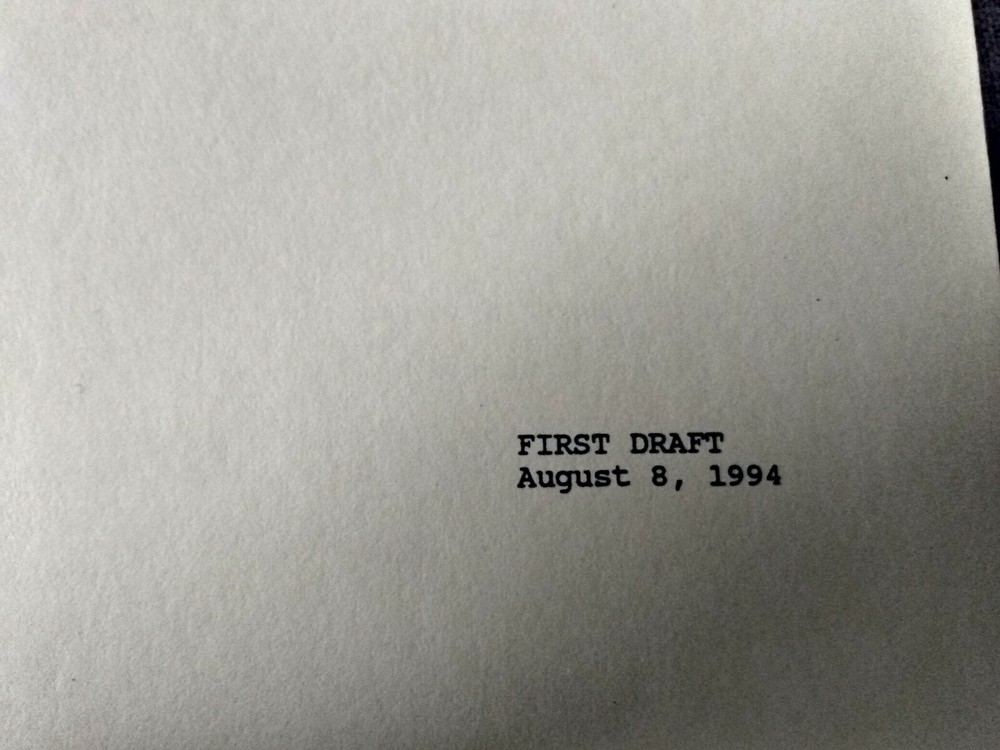 FIRST DRAFT
August 8, 1994